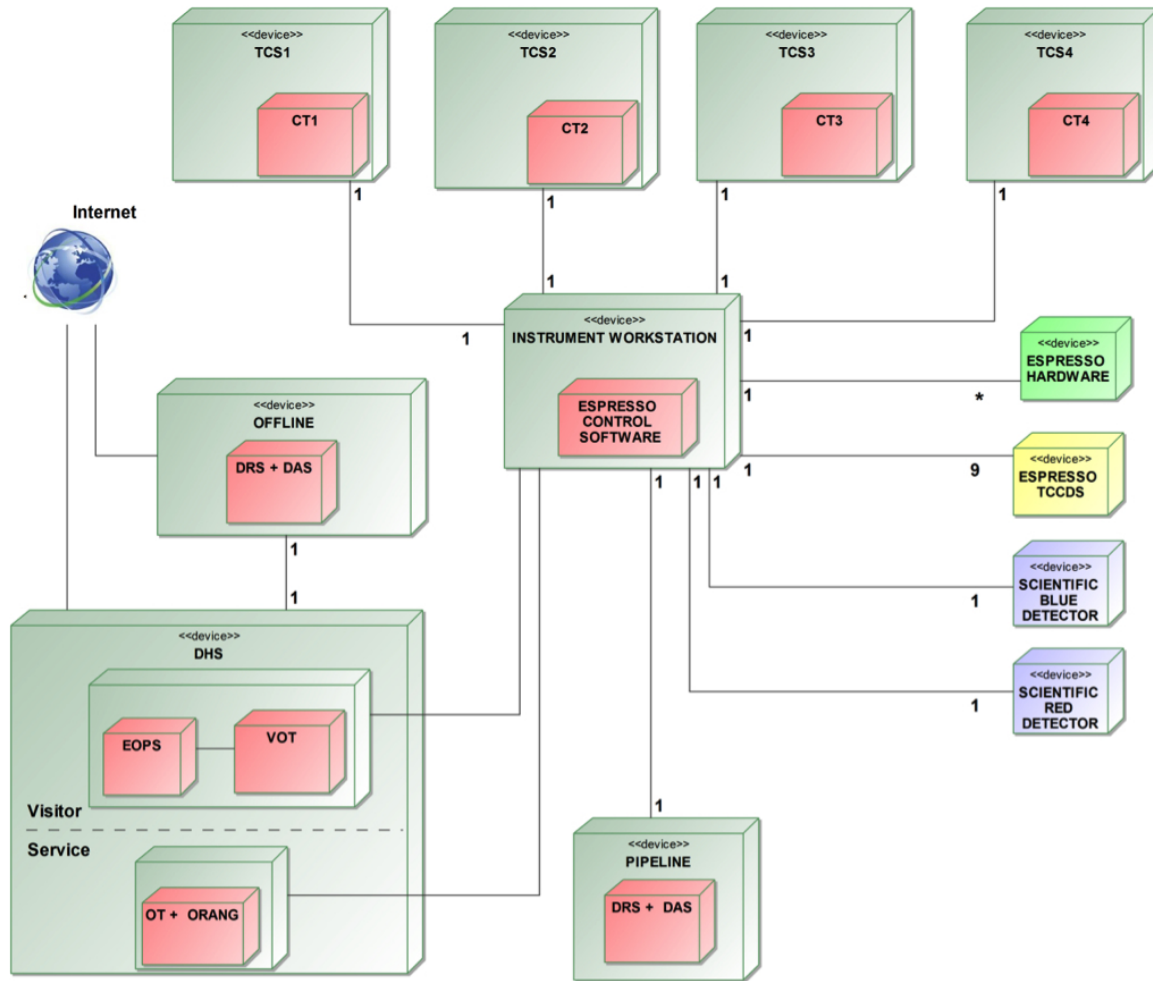 <<device>>
TCS1
CT1
<<device>>
TCS2
CT2
<<device>>
TCS3
CT3
<<device>>
TCS4
CT4
1
1
1
1
Internet
1
1
1
1
<<device>>
INSTRUMENT WORKSTATION
ESPRESSO
CONTROL
SOFTWARE
<<device>>
ESPRESSO
HARDWARE
1
*
<<device>>
OFFLINE
DRS + DAS
<<device>>
ESPRESSO
TCCDS
1
9
1
1
1
<<device>>
SCIENTIFIC
BLUE
DETECTOR
1
1
1
<<device>>
DHS
EOPS
VOT
Visitor
Service
OT + ORANG
<<device>>
SCIENTIFIC
RED
DETECTOR
1
1
<<device>>
PIPELINE
DRS + DAS